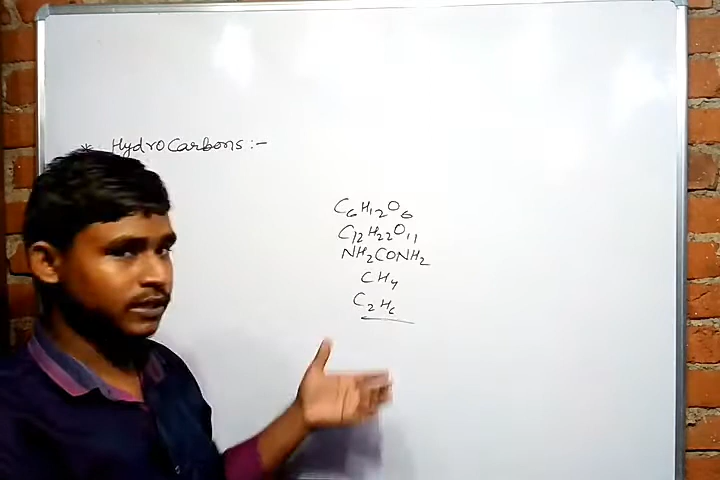 * HydroCarbons:-
C6H12O6
C12H22O11
NH2CONH2
CH4
C2H6